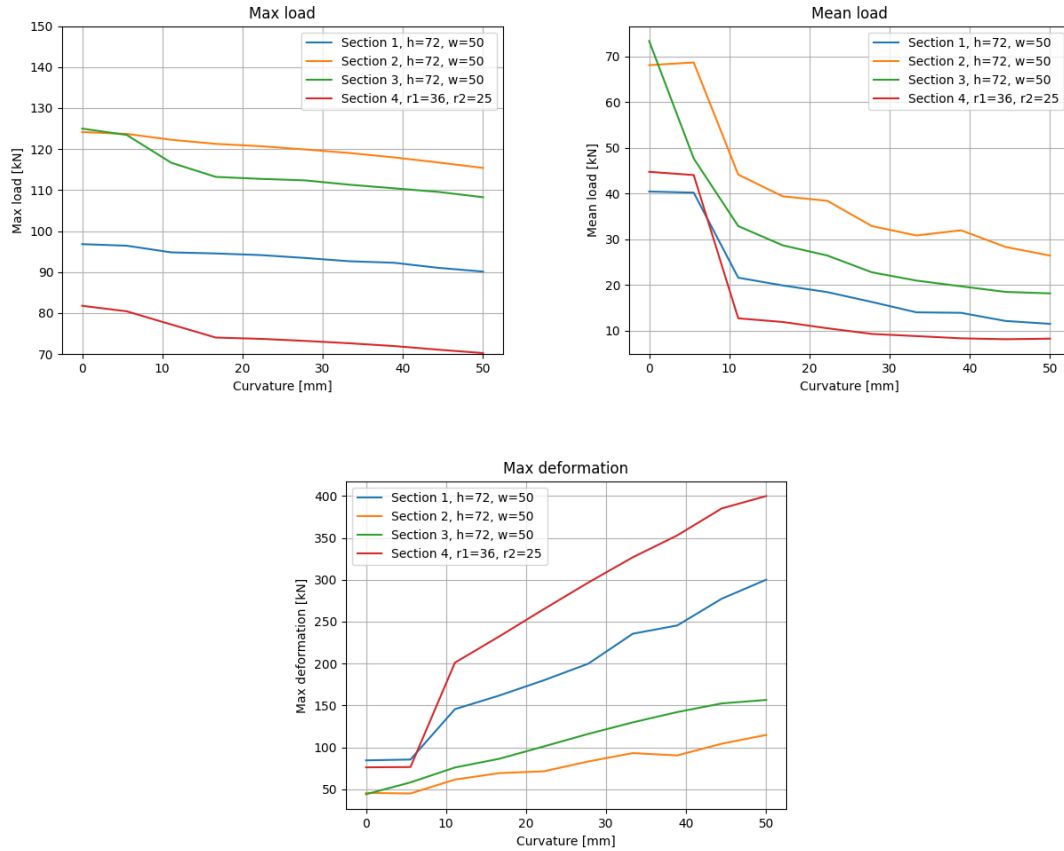 Max load
Max load [kN]
150
140
130
120
110
100
90
80
70
Section 1, h=72, w=50
Section 2, h=72, w=50
Section 3, h=72, w=50
Section 4, r1=36, r2=25
0 10 20 30 40 50
Curvature [mm]
Mean load
Mean load [kN]
70
60
50
40
30
20
10
Section 1, h=72, w=50
Section 2, h=72, w=50
Section 3, h=72, w=50
Section 4, r1=36, r2=25
0 10 20 30 40 50
Curvature [mm]
Max deformation
Max deformation [kN]
400
350
300
250
200
150
100
50
Section 1, h=72, w=50
Section 2, h=72, w=50
Section 3, h=72, w=50
Section 4, r1=36, r2=25
0 10 20 30 40 50
Curvature [mm]